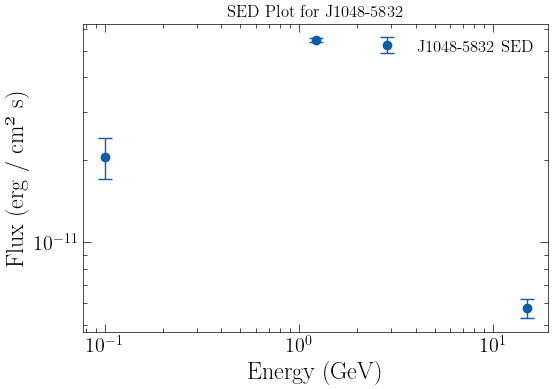 SED Plot for J1048-5832
J1048-5832 SED
Flux (erg / cm² s)
10⁻¹¹
10⁻¹ 10⁰ 10¹
Energy (GeV)